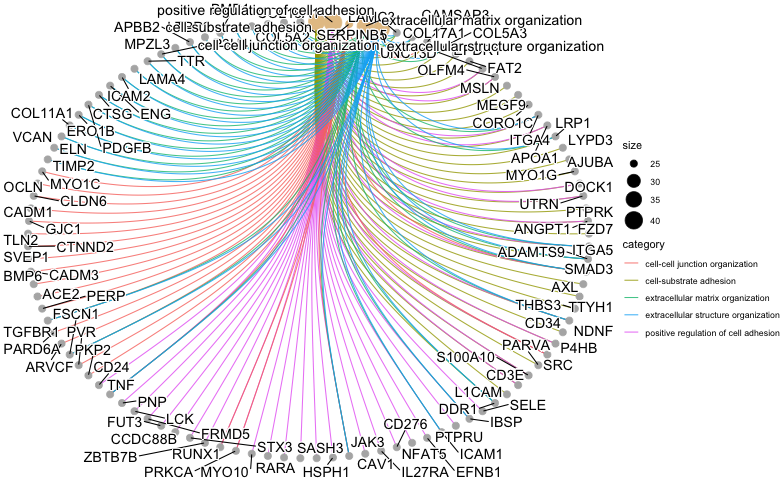 positive regulation of cell adhesion
LAMC2
CAMSAP3
extracellular matrix organization
APBB2
cell-substrate adhesion
COL5A2
SERPINB5
COL17A1
COL5A3
MPZL3
cell-cell junction organization
extracellular structure organization
UNC13D
TTR
OLFM4
FAT2
LAMA4
MSLN
ICAM2
MEGF9
COL11A1
CTSG
ENG
CORO1C
LRP1
ERO1B
ITGA4
LYPD3
VCAN
PDGFB
ELN
APOA1
AJUBA
TIMP2
MYO1G
OCLN
MYO1C
DOCK1
CLDN6
UTRN
CADM1
PTPRK
GJC1
ANGPT1
FZD7
TLN2
CTNND2
ADAMTS9
ITGA5
SVEP1
SMAD3
BMP6
CADM3
AXL
ACE2
PERP
THBS3
TTYH1
FSCN1
CD34
NDNF
TGFBR1
PVR
PARVA
P4HB
PARD6A
PKP2
S100A10
SRC
ARVCF
CD24
CD3E
TNF
L1CAM
PNP
DDR1
SELE
FUT3
LCK
CD276
IBSP
CCDC88B
FRMD5
PTPRU
ZBTB7B
RUNX1
STX3
SASH3
JAK3
NFAT5
ICAM1
PRKCA
MYO10
RARA
HSPH1
CAV1
IL27RA
EFNB1
size
25
30
35
40
category
cell-cell junction organization
cell-substrate adhesion
extracellular matrix organization
extracellular structure organization
positive regulation of cell adhesion